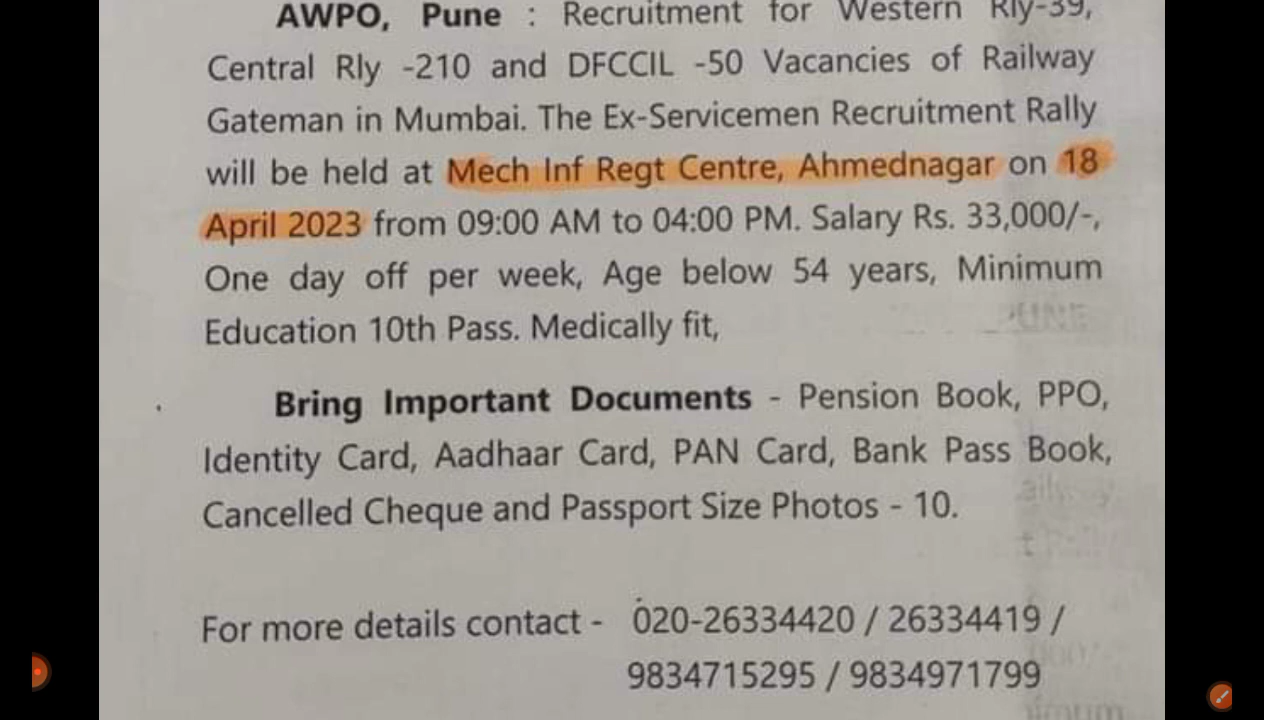 AWPO, Pune : Recruitment for Western Rly-39,
Central Rly -210 and DFCCIL -50 Vacancies of Railway
Gateman in Mumbai. The Ex-Servicemen Recruitment Rally
will be held at Mech Inf Regt Centre, Ahmednagar on 18
April 2023 from 09:00 AM to 04:00 PM. Salary Rs. 33,000/-,
One day off per week, Age below 54 years, Minimum
Education 10th Pass. Medically fit,
Bring Important Documents - Pension Book, PPO,
Identity Card, Aadhaar Card, PAN Card, Bank Pass Book,
Cancelled Cheque and Passport Size Photos - 10.
For more details contact - 020-26334420 / 26334419 /
9834715295 / 9834971799